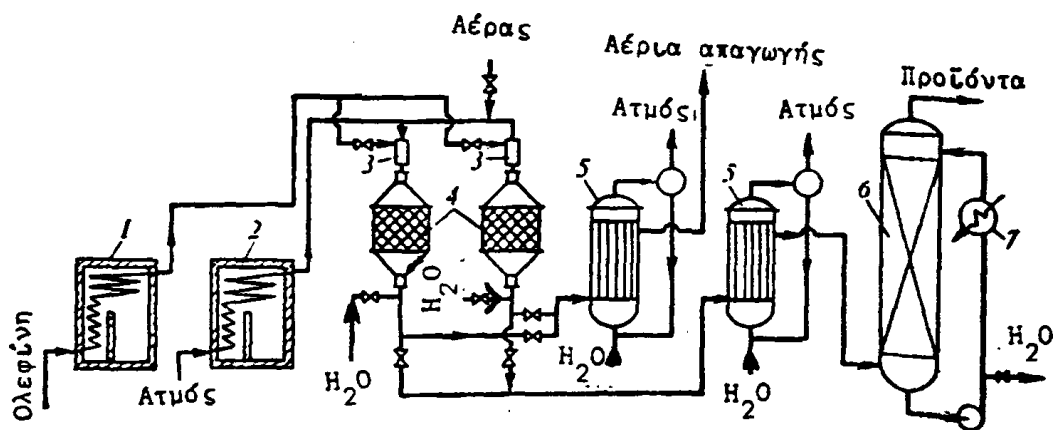 Αέρας
Αέρια απαγωγής
Προϊόντα
Ατμός
Ατμός
3
3
4
5
5
6
7
1
2
H₂O
H₂O
H₂O
H₂O
H₂O
Ολεφίνη
Ατμός